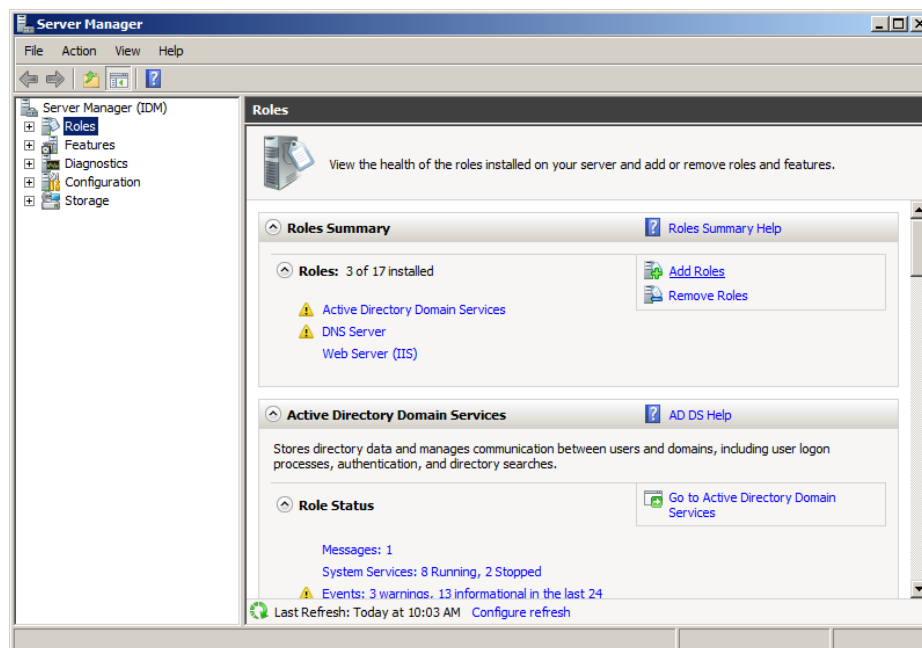 Server Manager
File Action View Help
Server Manager (IDM)
Roles
Features
Diagnostics
Configuration
Storage
Roles
View the health of the roles installed on your server and add or remove roles and features.
Roles Summary
Roles Summary Help
Roles: 3 of 17 installed
Add Roles
Remove Roles
Active Directory Domain Services
DNS Server
Web Server (IIS)
Active Directory Domain Services
AD DS Help
Stores directory data and manages communication between users and domains, including user logon
processes, authentication, and directory searches.
Role Status
Go to Active Directory Domain
Services
Messages: 1
System Services: 8 Running, 2 Stopped
Events: 3 warnings, 13 informational in the last 24
Last Refresh: Today at 10:03 AM Configure refresh